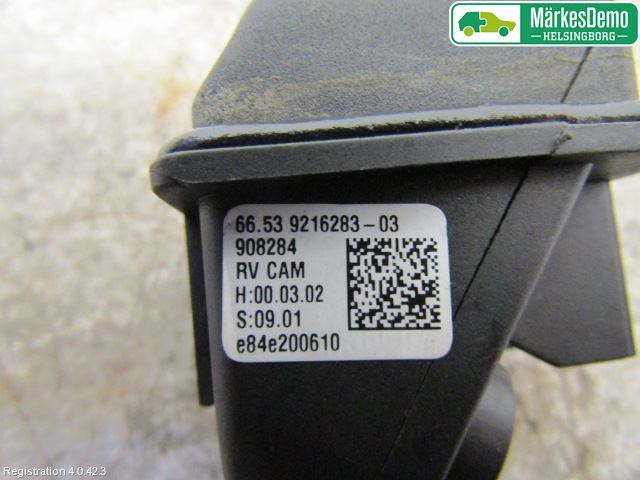 MärkesDemo
HELSINGBORG
66.53 9216283-03
908284
RV CAM
H:00.03.02
S:09.01
e84e200610
Registration 4.0.42.3